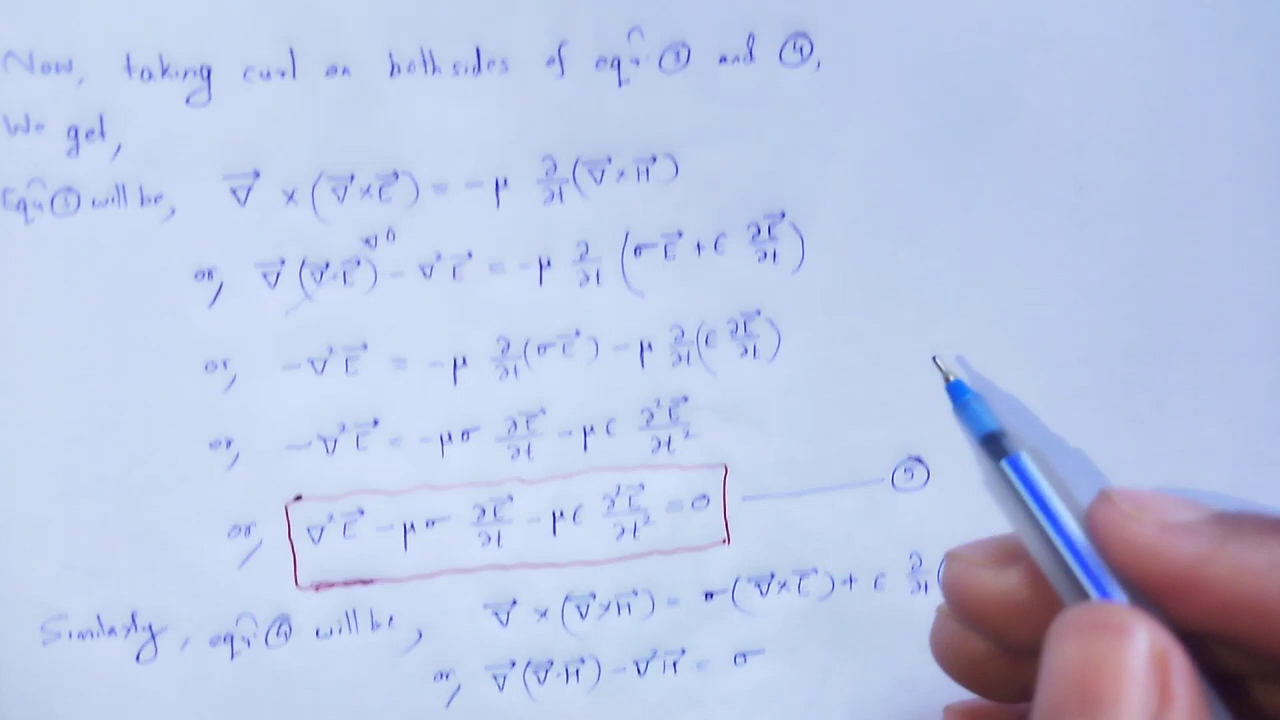 Now, taking curl on both sides of eqn. ③ and ④,
We get,
Eqn ③ will be, ∇⃗ × (∇⃗×E⃗) = -μ ∂/∂t (∇⃗×H⃗)
or, ∇⃗ (∇⃗·E⃗) - ∇²E⃗ = -μ ∂/∂t (σE⃗ + ϵ ∂E⃗/∂t)
or, -∇²E⃗ = -μ ∂/∂t (σE⃗) - μ ∂/∂t (ϵ ∂E⃗/∂t)
or, -∇²E⃗ = -μσ ∂E⃗/∂t - μϵ ∂²E⃗/∂t²
or, ∇²E⃗ - μσ ∂E⃗/∂t - μϵ ∂²E⃗/∂t² = 0 —— ⑤
Similarly, eqn. ④ will be, ∇⃗ × (∇⃗×H⃗) = σ(∇⃗×E⃗) + ϵ ∂/∂t (
or, ∇⃗ (∇⃗·H⃗) - ∇²H⃗ = σ